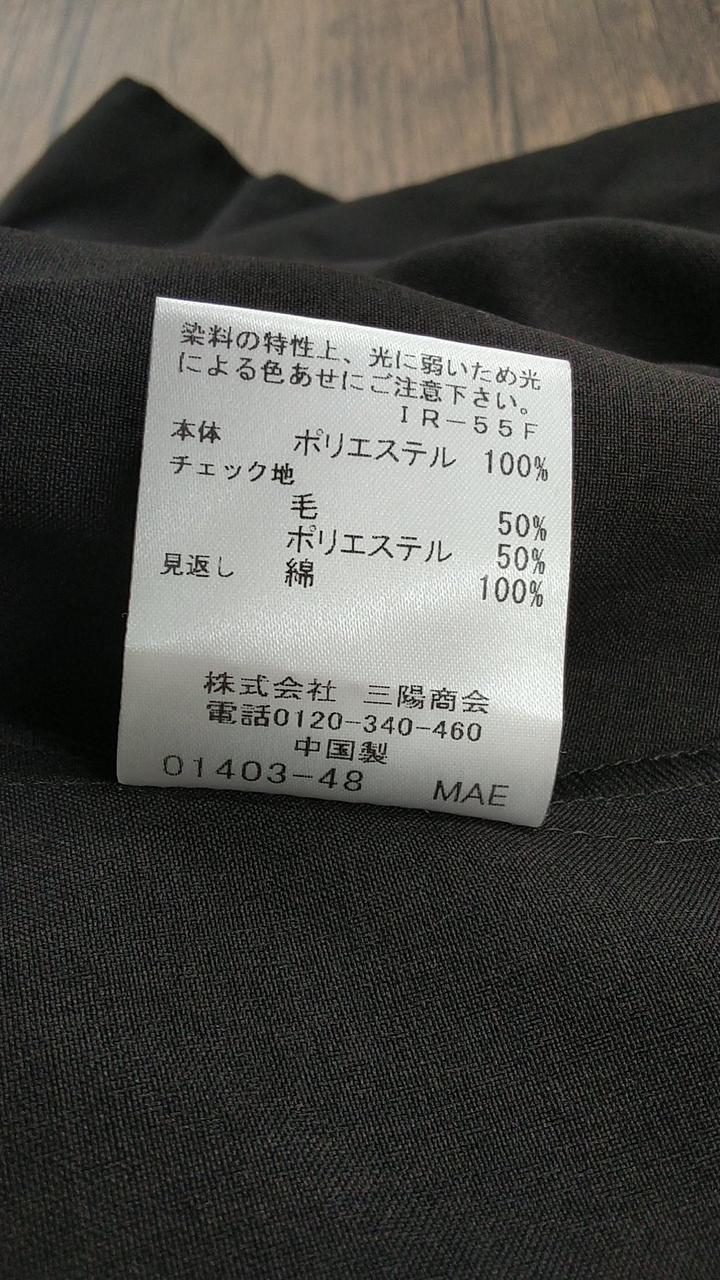 染料の特性上、光に弱いため光
による色あせにご注意下さい。
ＩＲ－５５Ｆ
本体 ポリエステル 100%
チェック地
毛 50%
ポリエステル 50%
見返し 綿 100%
株式会社 三陽商会
電話0120-340-460
中国製
01403-48 MAE